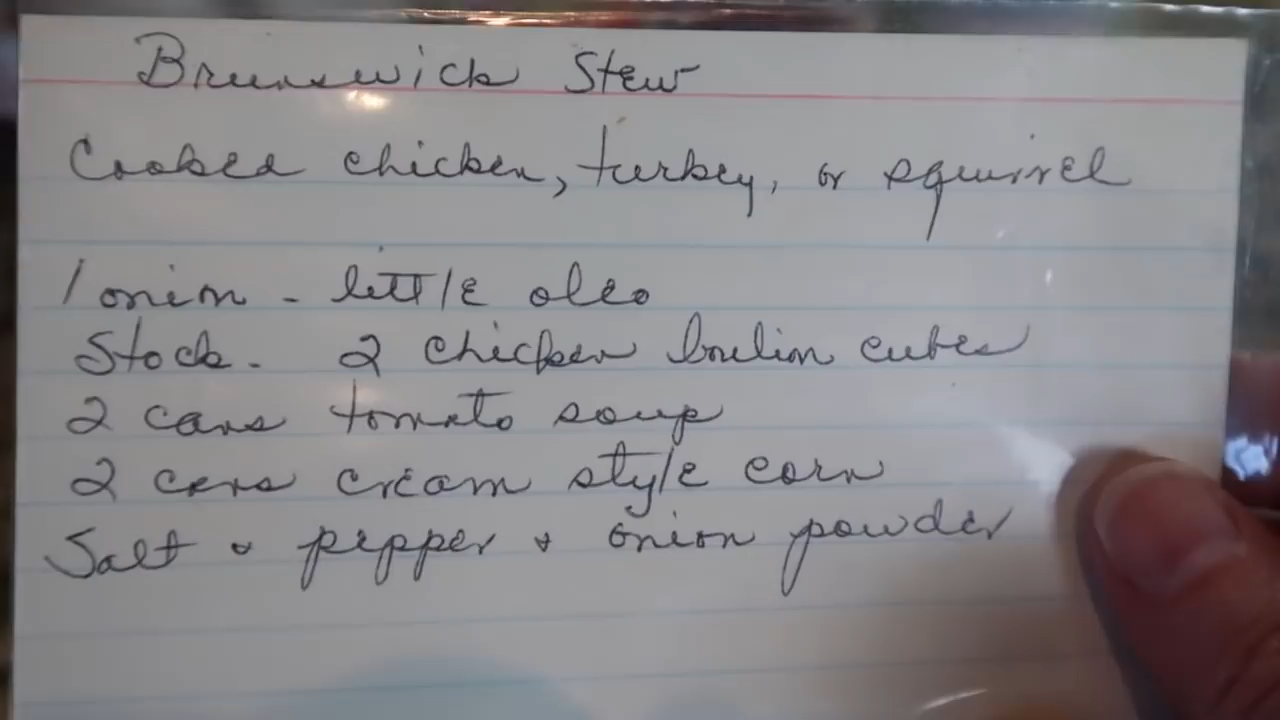 Brunswick Stew
Cooked chicken, turkey, or squirrel
1 onion - little oleo
Stock - 2 chicken boulion cubes
2 cans tomato soup
2 cans cream style corn
Salt & pepper & onion powder